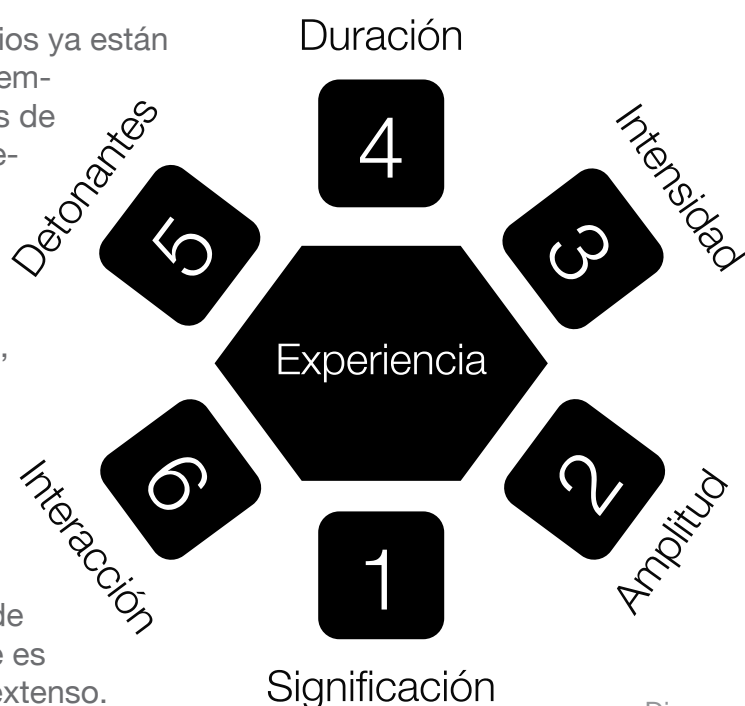 ios ya están
em-
s de
e-
,
de
e es
extenso.
Duración
4
Detonantes
5
Intensidad
3
Experiencia
Interacción
6
Amplitud
2
1
Significación